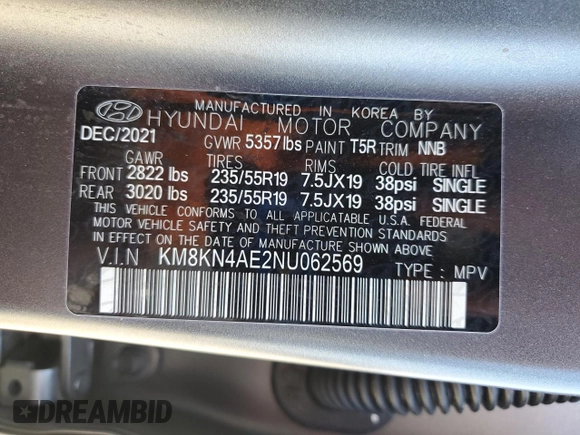 MANUFACTURED IN KOREA BY
HYUNDAI MOTOR COMPANY
DEC/2021 GVWR 5357lbs PAINT T5R TRIM NNB
GAWR TIRES RIMS COLD TIRE INFL
FRONT 2822 lbs 235/55R19 7.5JX19 38psi SINGLE
REAR 3020 lbs 235/55R19 7.5JX19 38psi SINGLE
THIS VEHICLE CONFORMS TO ALL APPLICABLE U.S.A. FEDERAL
MOTOR VEHICLE SAFETY AND THEFT PREVENTION STANDARDS
IN EFFECT ON THE DATE OF MANUFACTURE SHOWN ABOVE.
V.I.N KM8KN4AE2NU062569 TYPE : MPV
DREAMBID